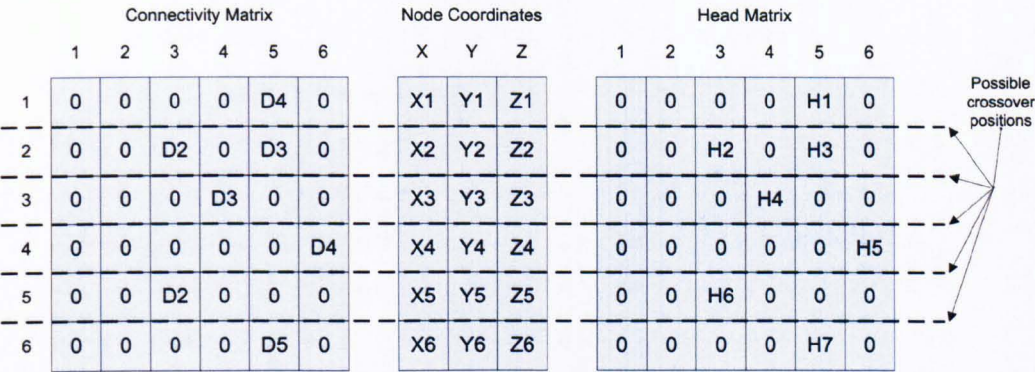 Connectivity Matrix Node Coordinates Head Matrix
1 2 3 4 5 6 X Y Z 1 2 3 4 5 6
1 0 0 0 0 D4 0 X1 Y1 Z1 0 0 0 0 H1 0
Possible
crossover
positions
2 0 0 D2 0 D3 0 X2 Y2 Z2 0 0 H2 0 H3 0
3 0 0 0 D3 0 0 X3 Y3 Z3 0 0 0 H4 0 0
4 0 0 0 0 0 D4 X4 Y4 Z4 0 0 0 0 0 H5
5 0 0 D2 0 0 0 X5 Y5 Z5 0 0 H6 0 0 0
6 0 0 0 0 D5 0 X6 Y6 Z6 0 0 0 0 H7 0